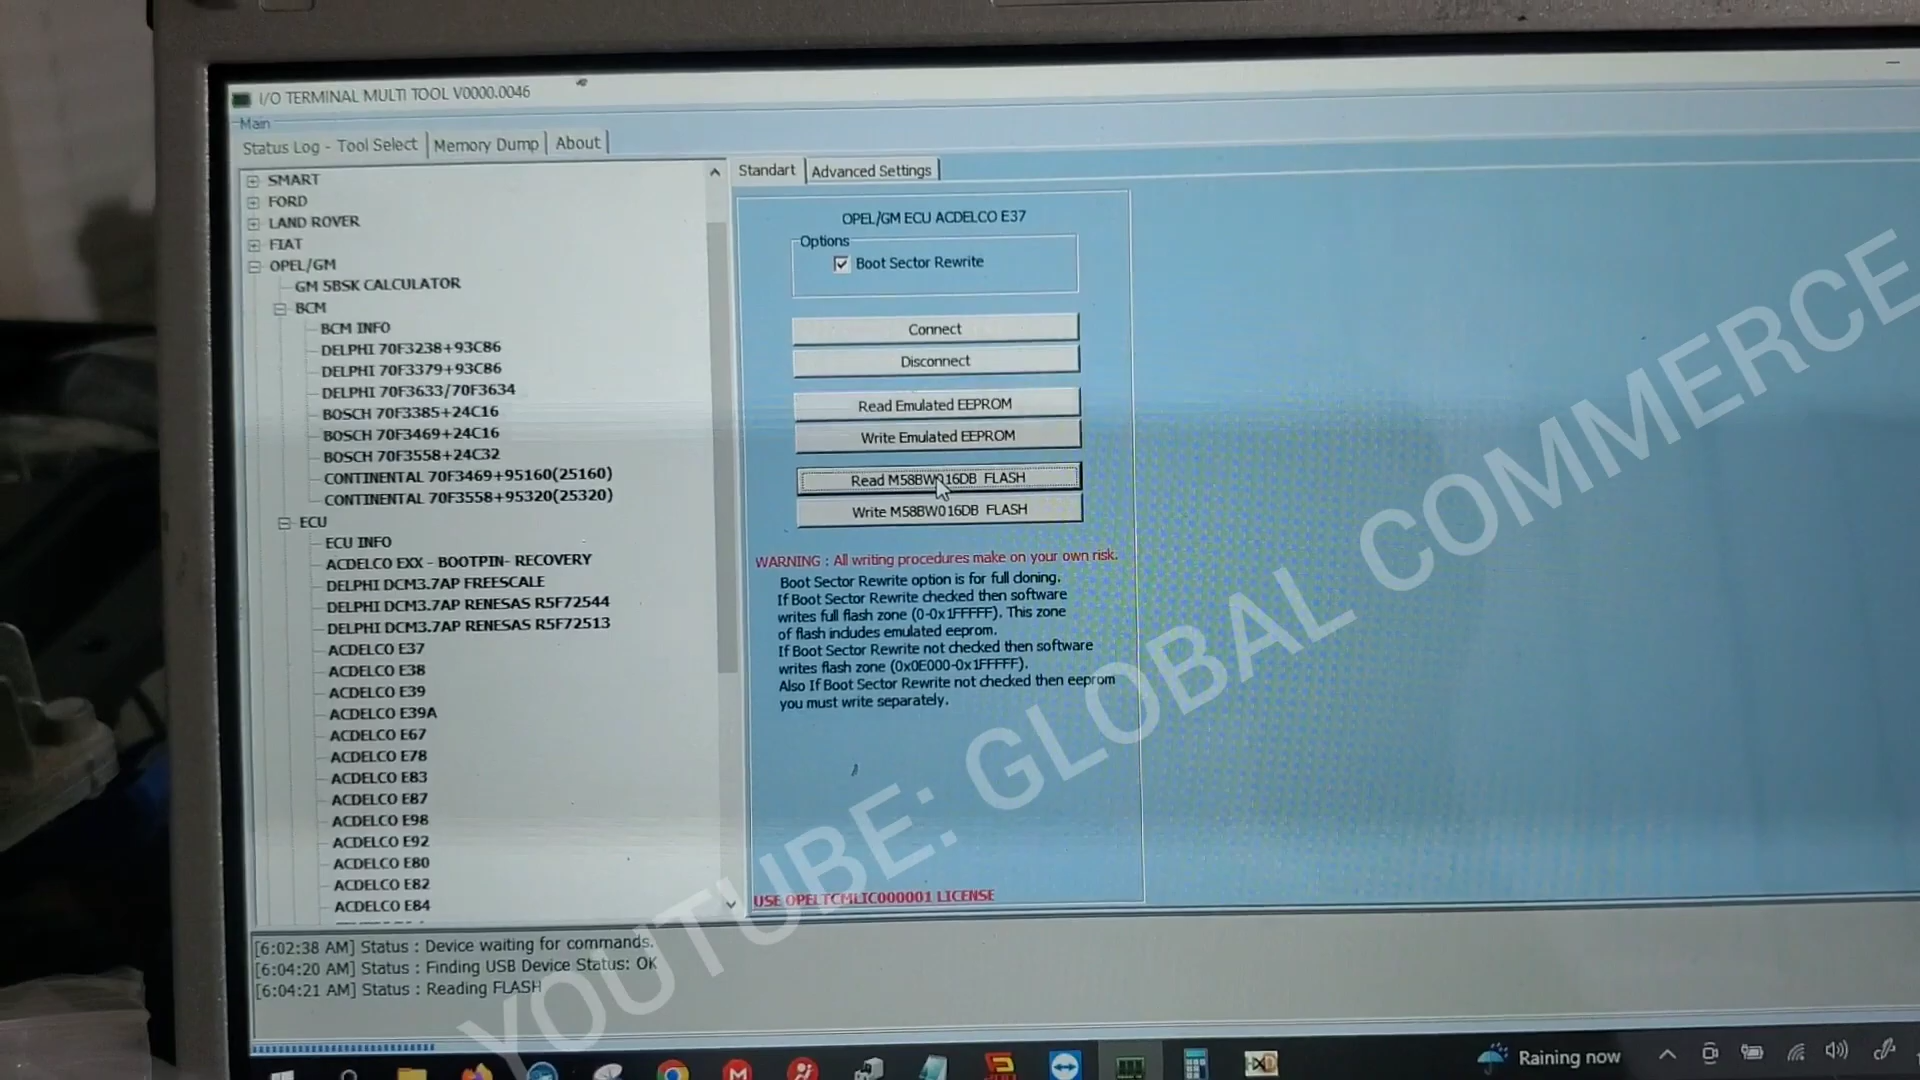 I/O TERMINAL MULTI TOOL V0000.0046
Main
Status Log - Tool Select
Memory Dump
About
SMART
FORD
LAND ROVER
FIAT
OPEL/GM
GM 5BSK CALCULATOR
BCM
BCM INFO
DELPHI 70F3238+93C86
DELPHI 70F3379+93C86
DELPHI 70F3633/70F3634
BOSCH 70F3385+24C16
BOSCH 70F3469+24C16
BOSCH 70F3558+24C32
CONTINENTAL 70F3469+95160(25160)
CONTINENTAL 70F3558+95320(25320)
ECU
ECU INFO
ACDELCO EXX - BOOTPIN- RECOVERY
DELPHI DCM3.7AP FREESCALE
DELPHI DCM3.7AP RENESAS R5F72544
DELPHI DCM3.7AP RENESAS R5F72513
ACDELCO E37
ACDELCO E38
ACDELCO E39
ACDELCO E39A
ACDELCO E67
ACDELCO E78
ACDELCO E83
ACDELCO E87
ACDELCO E98
ACDELCO E92
ACDELCO E80
ACDELCO E82
ACDELCO E84
Standart
Advanced Settings
OPEL/GM ECU ACDELCO E37
Options
Boot Sector Rewrite
Connect
Disconnect
Read Emulated EEPROM
Write Emulated EEPROM
Read M58BW016DB FLASH
Write M58BW016DB FLASH
WARNING : All writing procedures make on your own risk.
Boot Sector Rewrite option is for full cloning.
If Boot Sector Rewrite checked then software
writes full flash zone (0-0x1FFFFF). This zone
of flash includes emulated eeprom.
If Boot Sector Rewrite not checked then software
writes flash zone (0x0E000-0x1FFFFF).
Also If Boot Sector Rewrite not checked then eeprom
you must write separately.
USE OPELTCMLIC000001 LICENSE
[6:02:38 AM] Status : Device waiting for commands.
[6:04:20 AM] Status : Finding USB Device Status: OK
[6:04:21 AM] Status : Reading FLASH
Raining now
YOUTUBE: GLOBAL COMMERCE